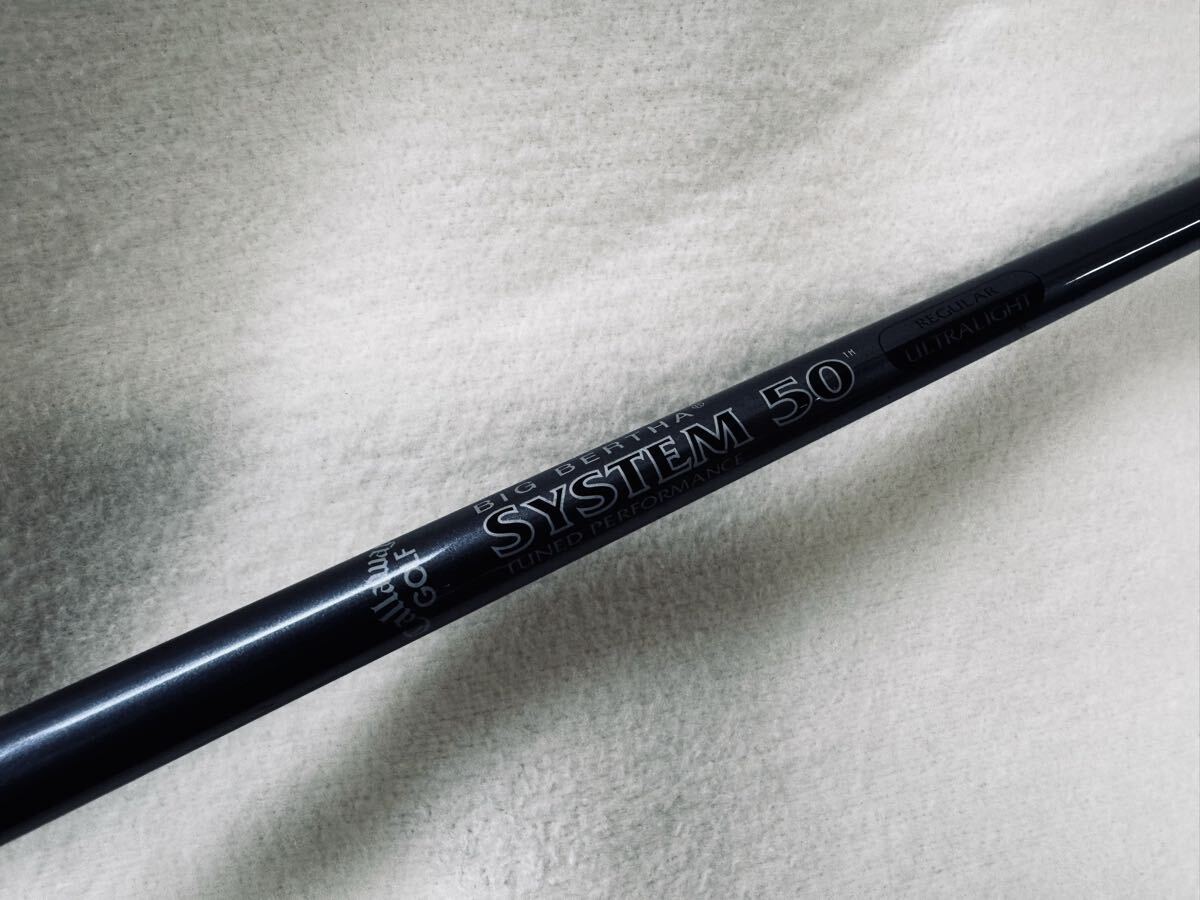 Callaway
GOLF
BIG BERTHA®
SYSTEM 50™
TUNED PERFORMANCE
REGULAR
ULTRALIGHT